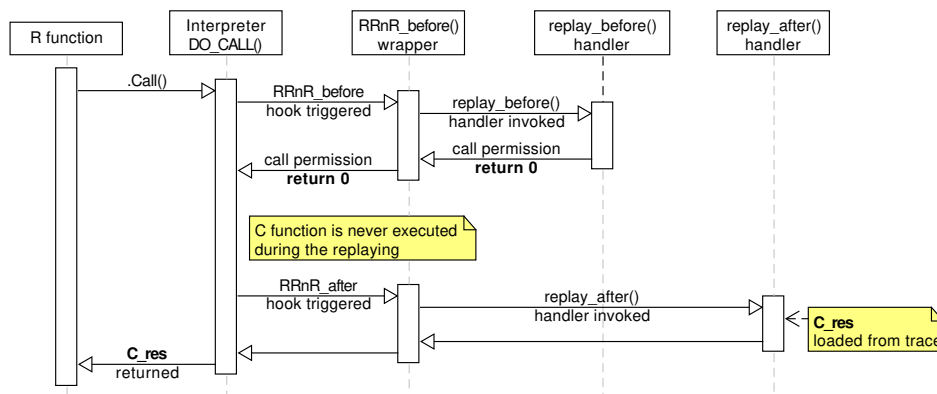 R function
Interpreter
DO_CALL()
RRnR_before()
wrapper
replay_before()
handler
replay_after()
handler
.Call()
RRnR_before
hook triggered
replay_before()
handler invoked
call permission
return 0
call permission
return 0
C function is never executed
during the replaying
RRnR_after
hook triggered
replay_after()
handler invoked
C_res
loaded from trace
C_res
returned